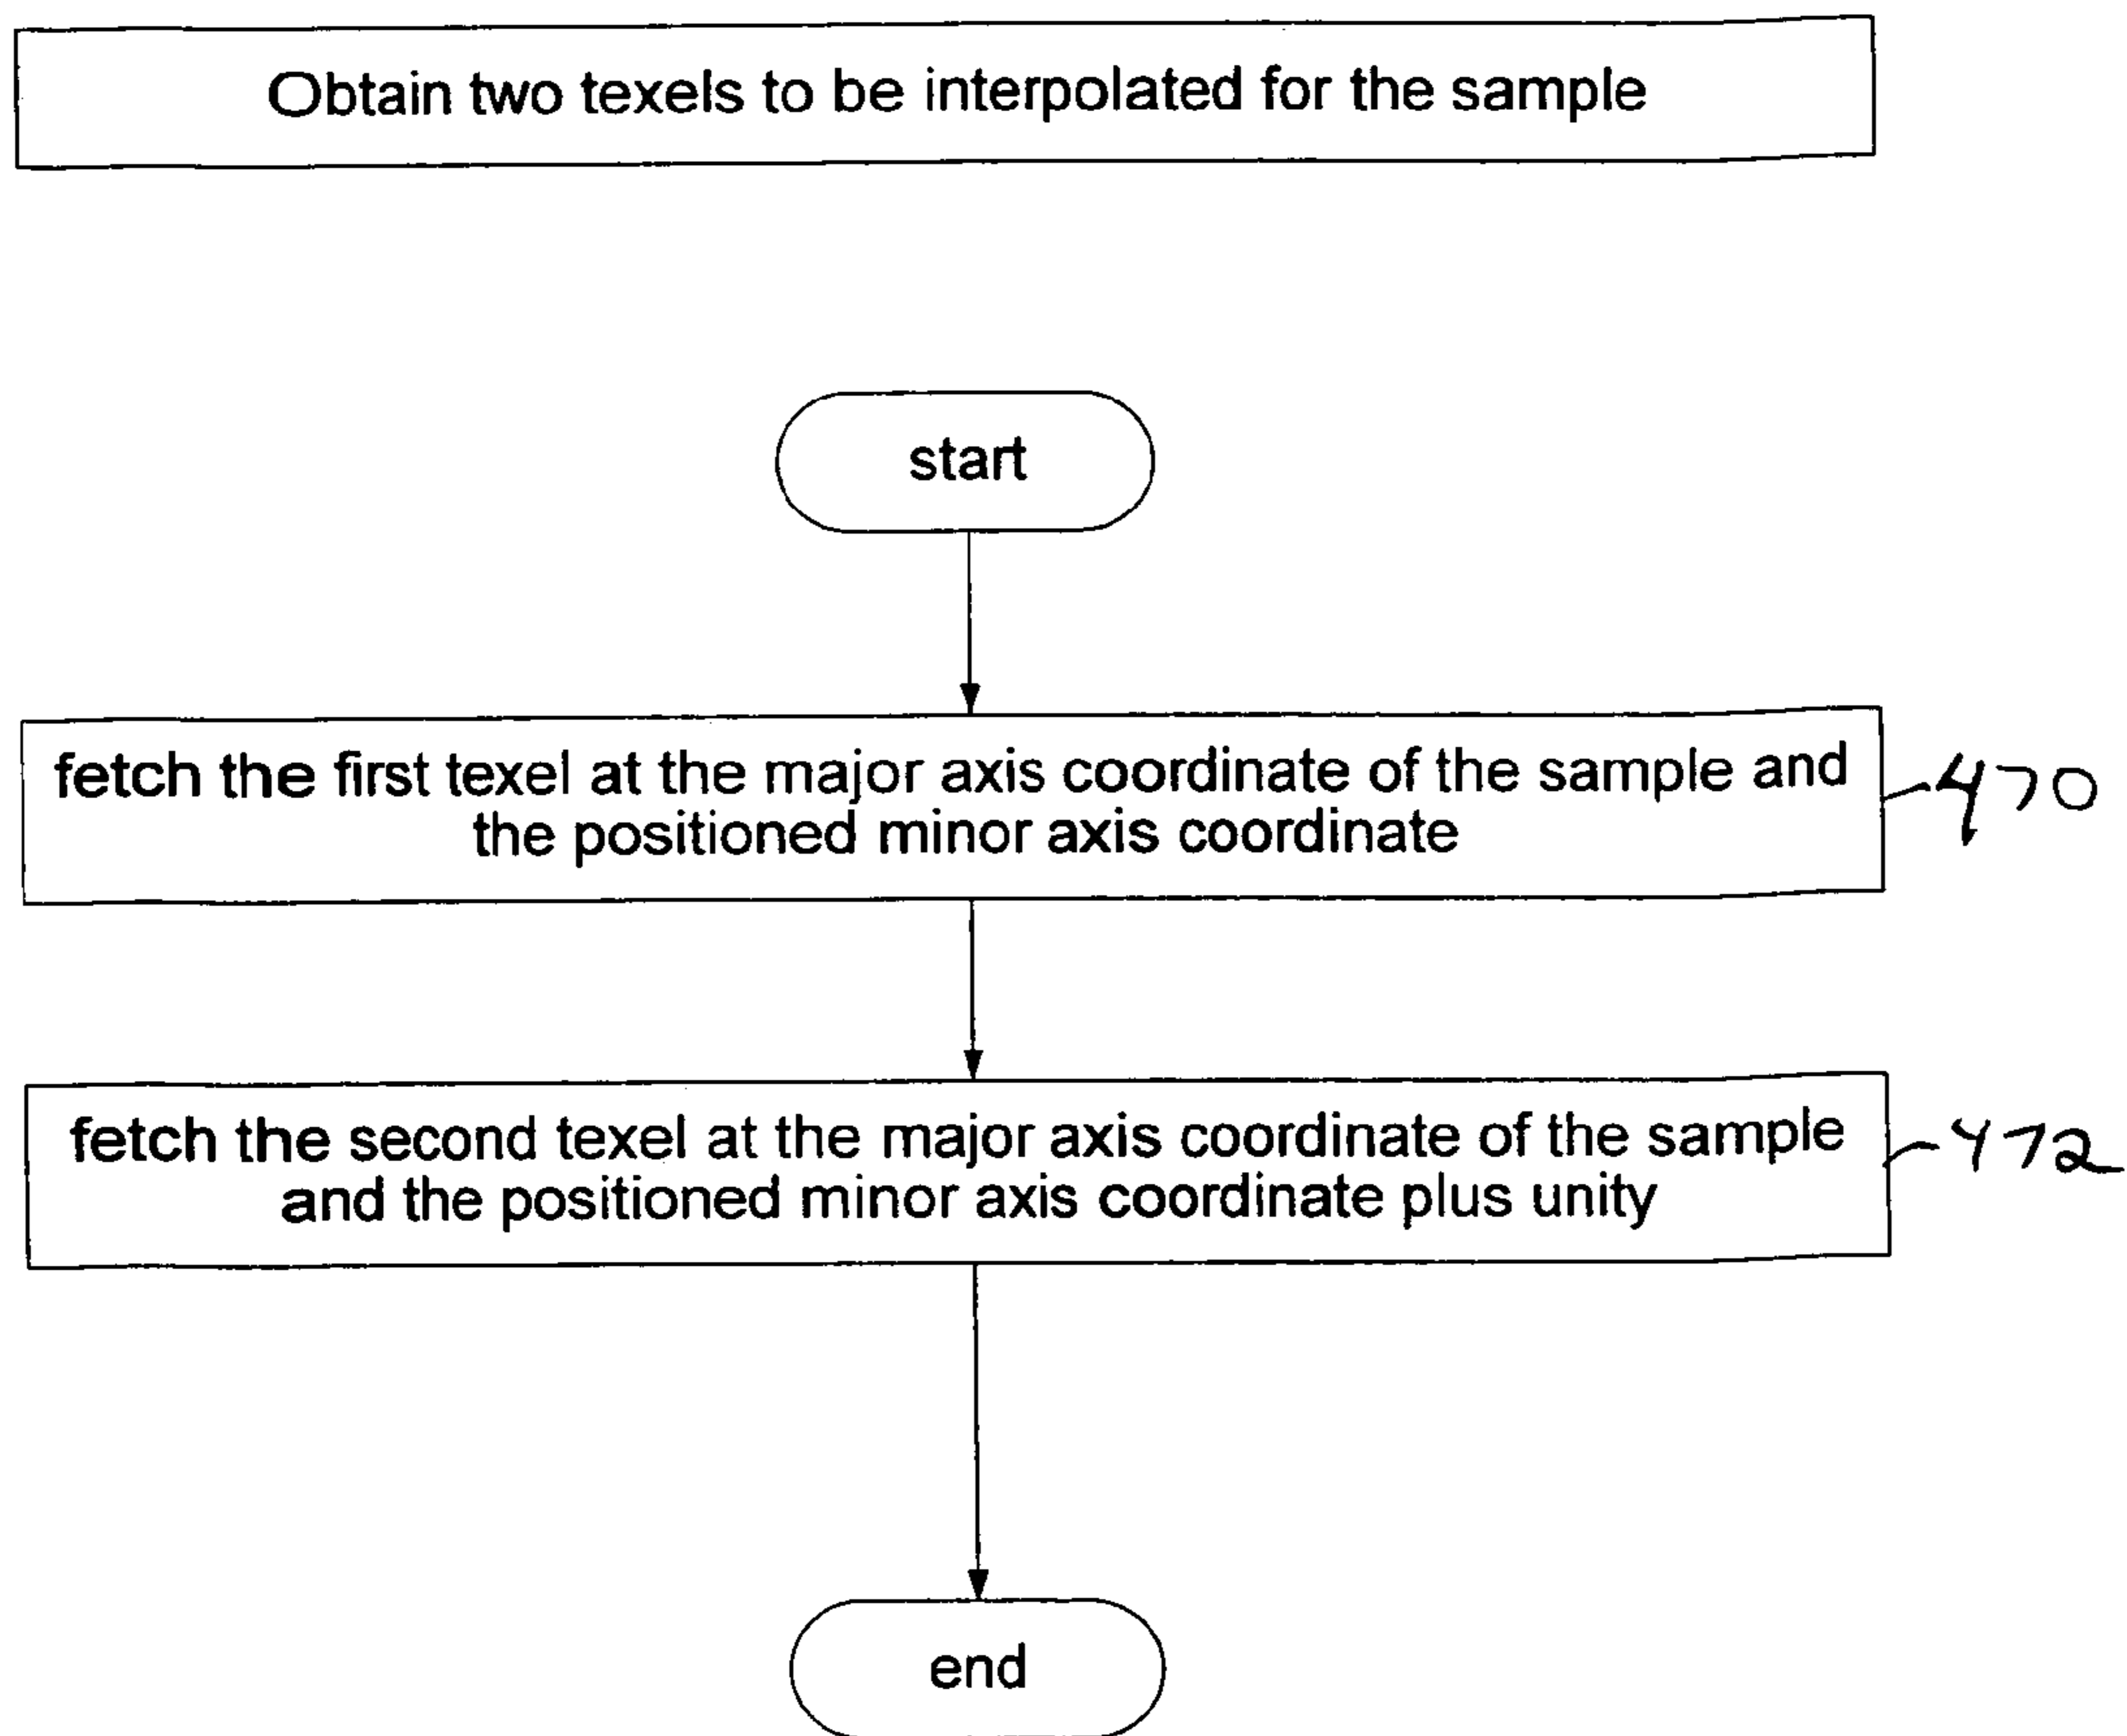 Obtain two texels to be interpolated for the sample
start
fetch the first texel at the major axis coordinate of the sample and
the positioned minor axis coordinate
470
fetch the second texel at the major axis coordinate of the sample
and the positioned minor axis coordinate plus unity
472
end